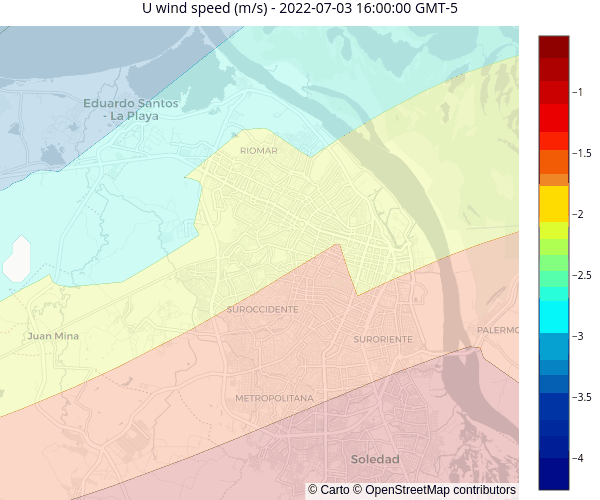 U wind speed (m/s) - 2022-07-03 16:00:00 GMT-5
Eduardo Santos
- La Playa
RIOMAR
SUROCCIDENTE
Juan Mina
SURORIENTE
PALERMO
METROPOLITANA
Soledad
−1
−1.5
−2
−2.5
−3
−3.5
−4
© Carto © OpenStreetMap contributors